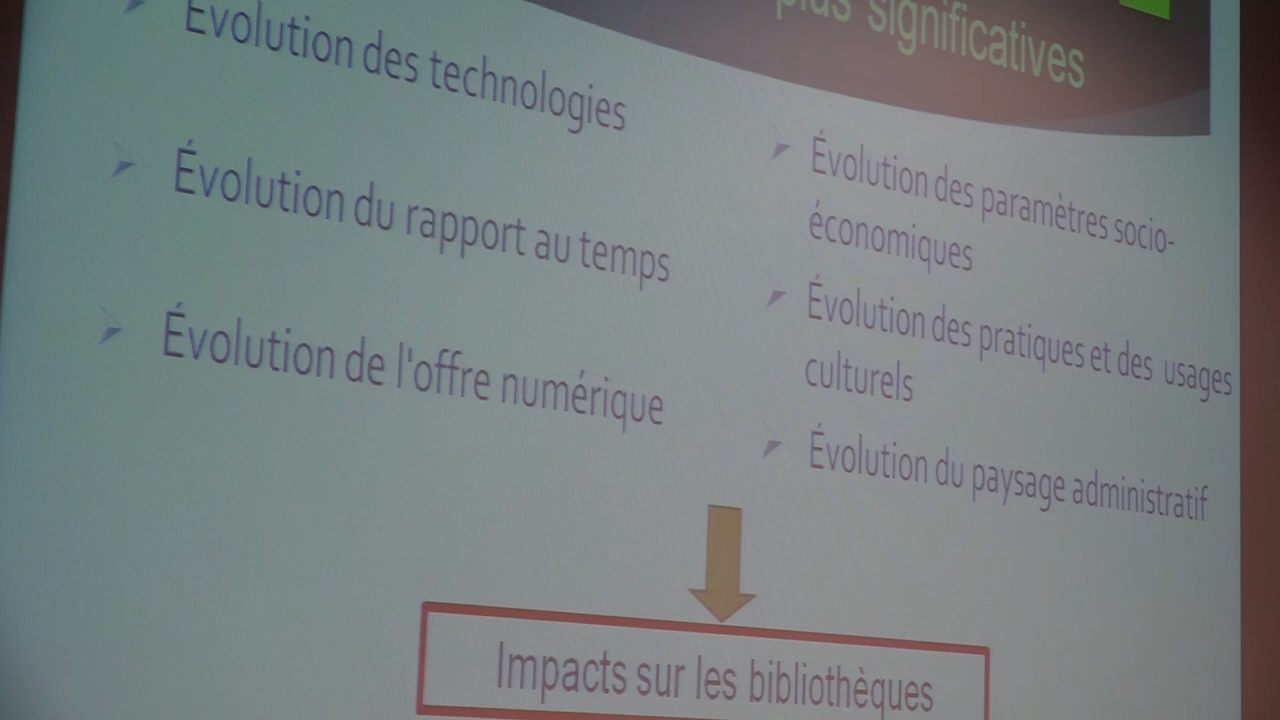 plus significatives
Évolution des technologies
Évolution du rapport au temps
Évolution de l'offre numérique
Évolution des paramètres socio-
économiques
Évolution des pratiques et des usages
culturels
Évolution du paysage administratif
Impacts sur les bibliothèques